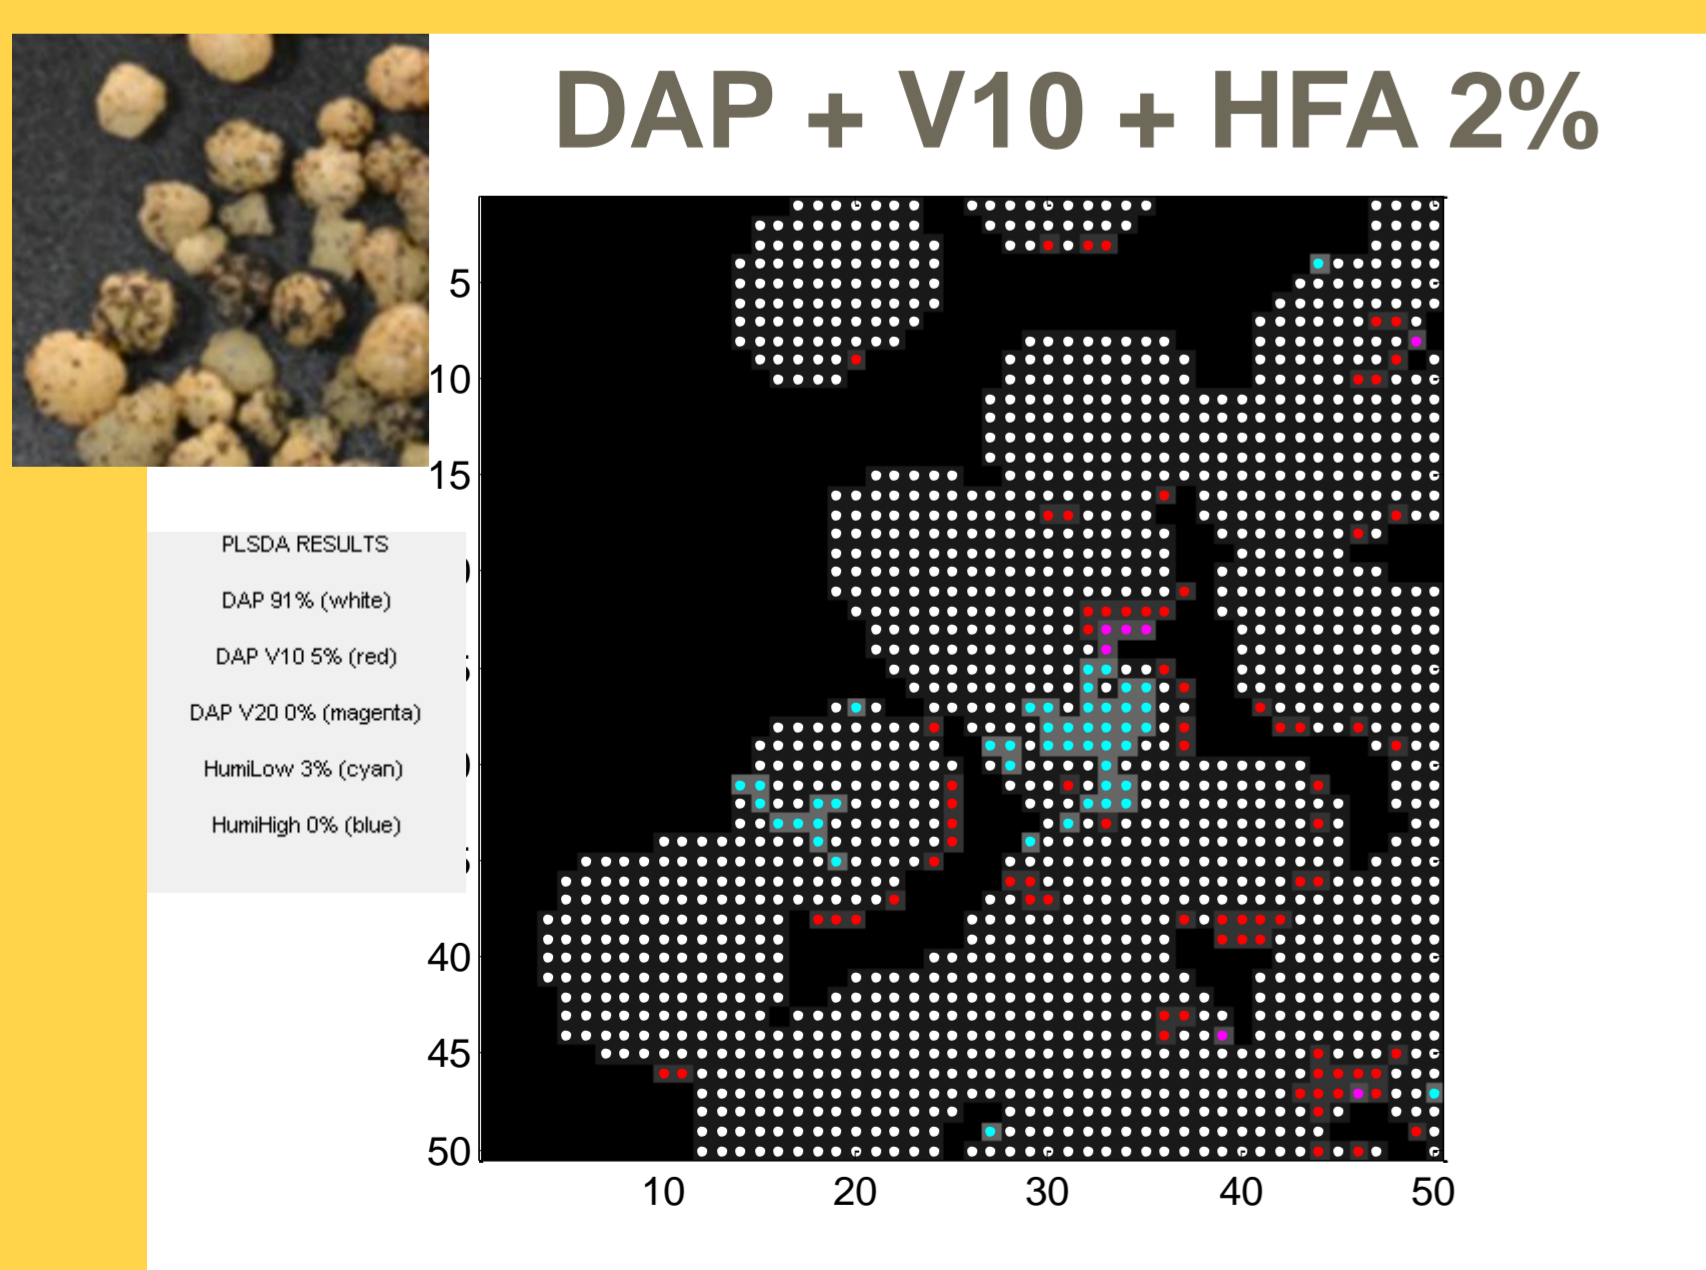 DAP + V10 + HFA 2%
5
10
15
PLSDA RESULTS
DAP 91% (white)
DAP V10 5% (red)
DAP V20 0% (magenta)
HumiLow 3% (cyan)
HumiHigh 0% (blue)
40
45
50
10 20 30 40 50